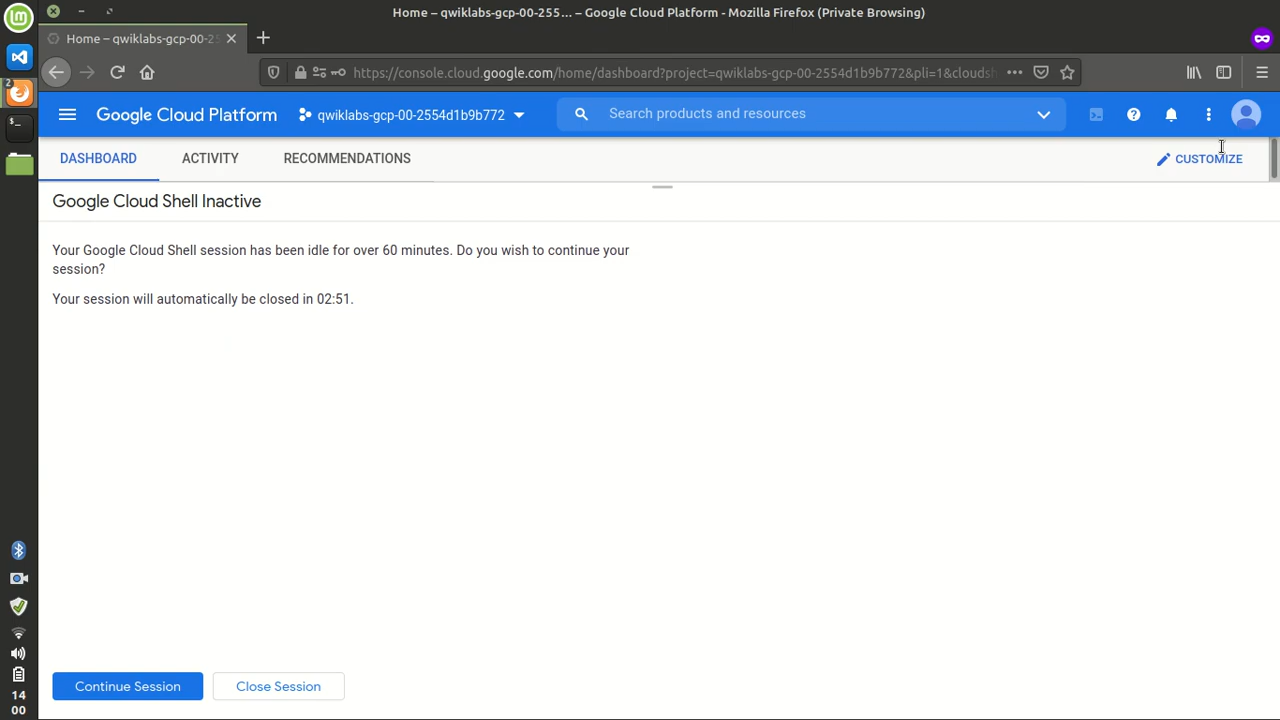 Home – qwiklabs-gcp-00-255... – Google Cloud Platform - Mozilla Firefox (Private Browsing)
Home – qwiklabs-gcp-00-25
https://console.cloud.google.com/home/dashboard?project=qwiklabs-gcp-00-2554d1b9b772&pli=1&cloudsh
Google Cloud Platform
qwiklabs-gcp-00-2554d1b9b772
Search products and resources
DASHBOARD
ACTIVITY
RECOMMENDATIONS
CUSTOMIZE
Google Cloud Shell Inactive
Your Google Cloud Shell session has been idle for over 60 minutes. Do you wish to continue your
session?
Your session will automatically be closed in 02:51.
Continue Session
Close Session
2
14
00